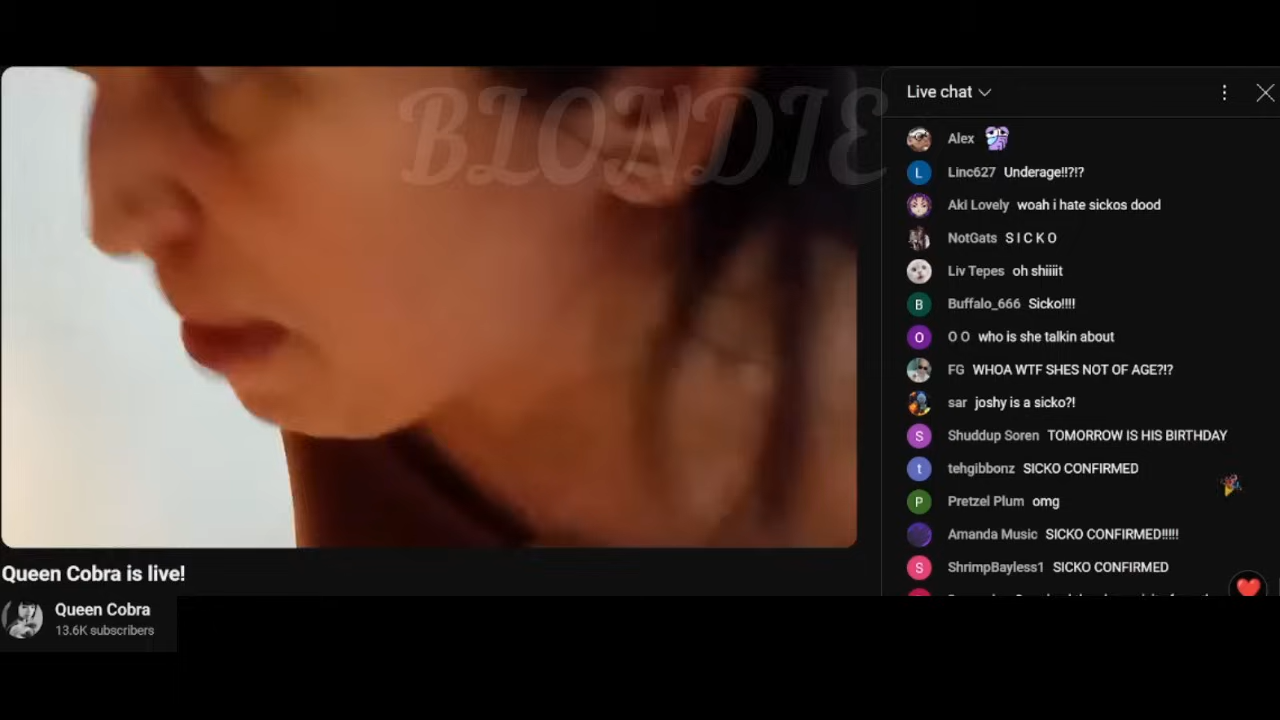 BLONDIE
Live chat
Alex
L Linc627 Underage!!?!?
Aki Lovely woah i hate sickos dood
NotGats S I C K O
Liv Tepes oh shiiiit
B Buffalo_666 Sicko!!!!
O O O who is she talkin about
FG WHOA WTF SHES NOT OF AGE?!?
sar joshy is a sicko?!
S Shuddup Soren TOMORROW IS HIS BIRTHDAY
t tehgibbonz SICKO CONFIRMED
P Pretzel Plum omg
Amanda Music SICKO CONFIRMED!!!!!
S ShrimpBayless1 SICKO CONFIRMED
Queen Cobra is live!
Queen Cobra
13.6K subscribers